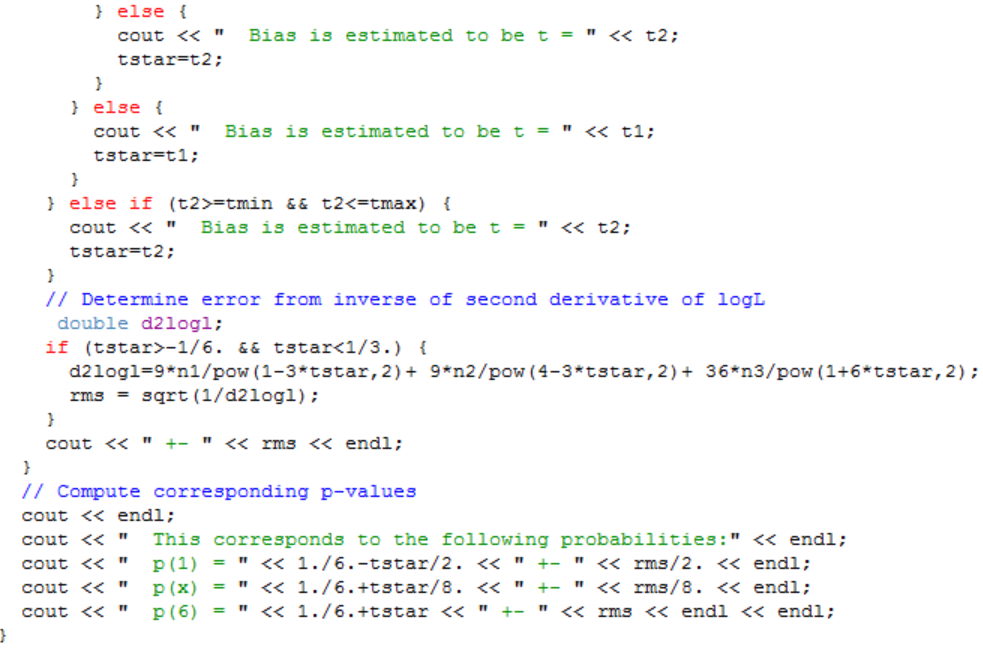 } else {
cout << "  Bias is estimated to be t = " << t2;
tstar=t2;
}
} else {
cout << "  Bias is estimated to be t = " << t1;
tstar=t1;
}
} else if (t2>=tmin && t2<=tmax) {
cout << "  Bias is estimated to be t = " << t2;
tstar=t2;
}
// Determine error from inverse of second derivative of logL
double d2logl;
if (tstar>-1/6. && tstar<1/3.) {
d2logl=9*n1/pow(1-3*tstar,2)+ 9*n2/pow(4-3*tstar,2)+ 36*n3/pow(1+6*tstar,2);
rms = sqrt(1/d2logl);
}
cout << " +- " << rms << endl;
}
// Compute corresponding p-values
cout << endl;
cout << "  This corresponds to the following probabilities:" << endl;
cout << "  p(1) = " << 1./6.-tstar/2. << " +- " << rms/2. << endl;
cout << "  p(x) = " << 1./6.+tstar/8. << " +- " << rms/8. << endl;
cout << "  p(6) = " << 1./6.+tstar << " +- " << rms << endl << endl;
}